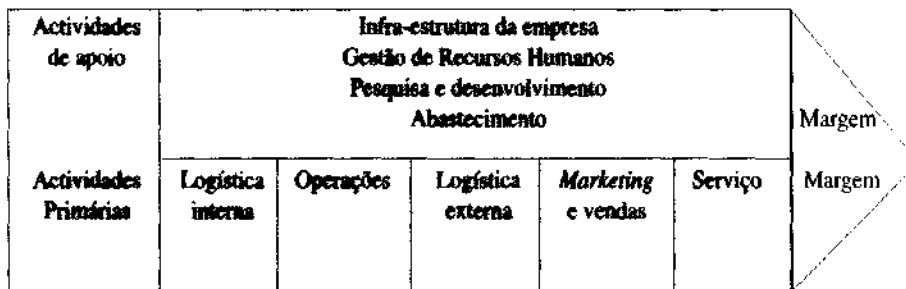 Actividades
de apoio
Infra-estrutura da empresa
Gestão de Recursos Humanos
Pesquisa e desenvolvimento
Abastecimento
Margem
Actividades
Primárias
Logística
interna
Operações
Logística
externa
Marketing
e vendas
Serviço
Margem